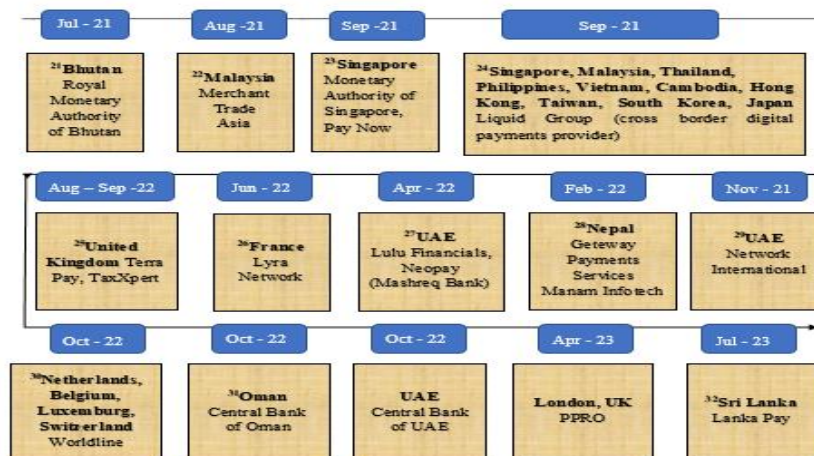 Jul - 21
Aug -21
Sep -21
Sep - 21
²¹Bhutan
Royal
Monetary
Authority
of Bhutan
²²Malaysia
Merchant
Trade
Asia
²³Singapore
Monetary
Authority of
Singapore,
Pay Now
²⁴Singapore, Malaysia, Thailand,
Philippines, Vietnam, Cambodia, Hong
Kong, Taiwan, South Korea, Japan
Liquid Group (cross border digital
payments provider)
Aug – Sep -22
Jun - 22
Apr - 22
Feb - 22
Nov - 21
²⁵United
Kingdom Terra
Pay, TaxXpert
²⁶France
Lyra
Network
²⁷UAE
Lulu Financials,
Neopay
(Mashreq Bank)
²⁸Nepal
Geteway
Payments
Services
Manam Infotech
²⁹UAE
Network
International
Oct - 22
Oct - 22
Oct - 22
Apr - 23
Jul - 23
³⁰Netherlands,
Belgium,
Luxemburg,
Switzerland
Worldline
³¹Oman
Central Bank
of Oman
UAE
Central Bank
of UAE
London, UK
PPRO
³²Sri Lanka
Lanka Pay